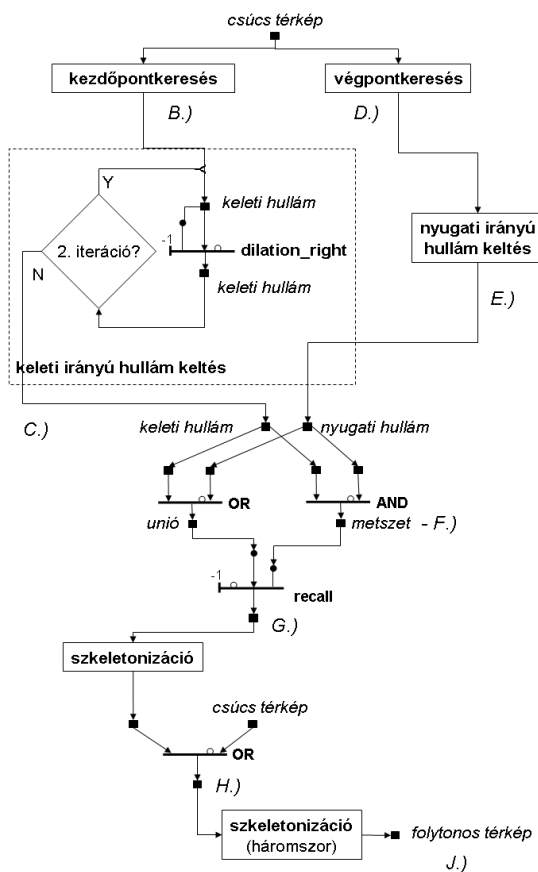 csúcs térkép
kezdőpontkeresés
végpontkeresés
B.)
D.)
Y
keleti hullám
-1
2. iteráció?
dilation_right
nyugati irányú
hullám keltés
N
keleti hullám
E.)
keleti irányú hullám keltés
C.)
keleti hullám
nyugati hullám
OR
AND
unió
metszet - F.)
-1
recall
G.)
szkeletonizáció
csúcs térkép
OR
H.)
szkeletonizáció
(háromszor)
folytonos térkép
J.)